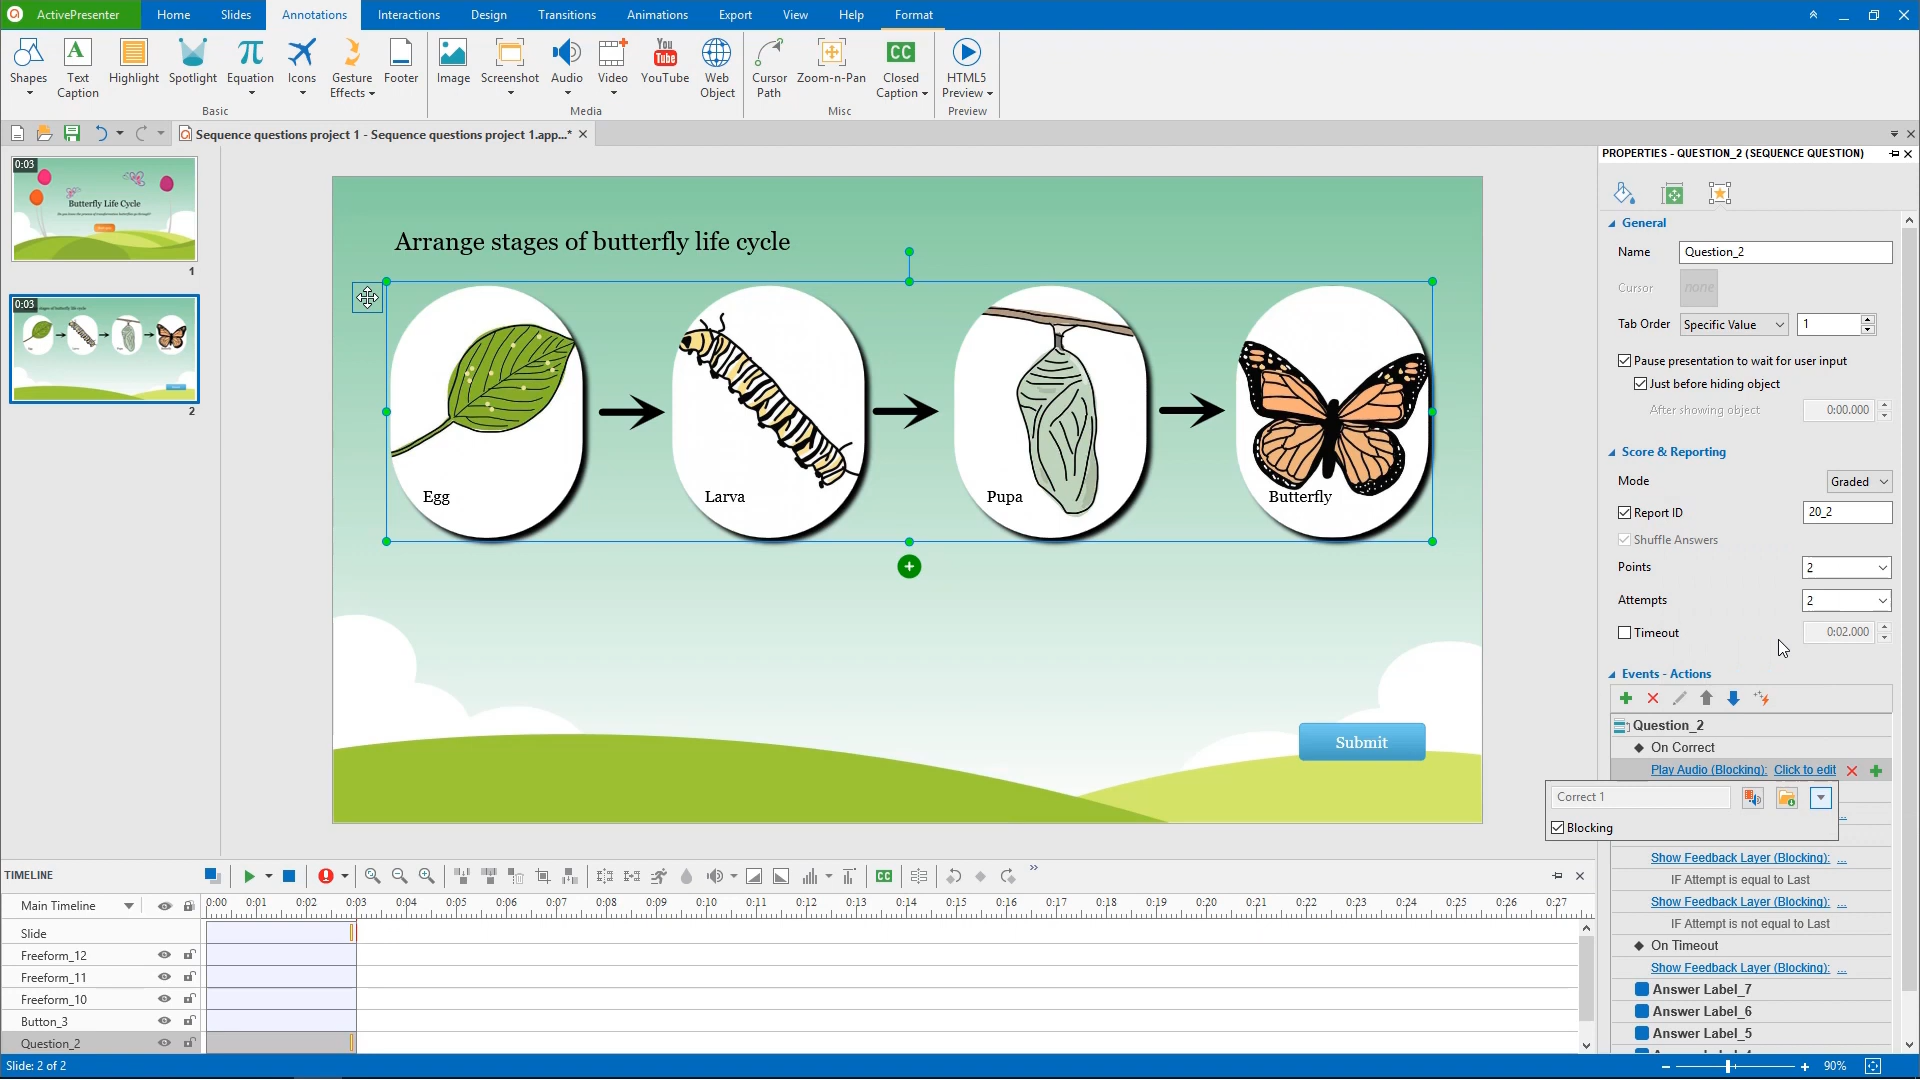 ActivePresenter
Home
Slides
Annotations
Interactions
Design
Transitions
Animations
Export
View
Help
Format
Shapes
Text Caption
Highlight
Spotlight
Equation
Icons
Gesture Effects
Footer
Image
Screenshot
Audio
Video
YouTube
Web Object
Cursor Path
Zoom-n-Pan
Closed Caption
HTML5 Preview
Basic
Media
Misc
Preview
Sequence questions project 1 - Sequence questions project 1.app...*
PROPERTIES - QUESTION_2 (SEQUENCE QUESTION)
0:03
Butterfly Life Cycle
1
0:03
2
Arrange stages of butterfly life cycle
Egg
Larva
Pupa
Butterfly
Submit
General
Name Question_2
Cursor none
Tab Order Specific Value 1
Pause presentation to wait for user input
Just before hiding object
After showing object 0:00.000
Score & Reporting
Mode Graded
Report ID 20_2
Shuffle Answers
Points 2
Attempts 2
Timeout 0:02.000
Events - Actions
Question_2
On Correct
Play Audio (Blocking): Click to edit
Correct 1
Blocking
...
Show Feedback Layer (Blocking): ...
IF Attempt is equal to Last
Show Feedback Layer (Blocking): ...
IF Attempt is not equal to Last
On Timeout
Show Feedback Layer (Blocking): ...
Answer Label_7
Answer Label_6
Answer Label_5
TIMELINE
CC
Main Timeline
0:00 0:01 0:02 0:03 0:04 0:05 0:06 0:07 0:08 0:09 0:10 0:11 0:12 0:13 0:14 0:15 0:16 0:17 0:18 0:19 0:20 0:21 0:22 0:23 0:24 0:25 0:26 0:27
Slide
Freeform_12
Freeform_11
Freeform_10
Button_3
Question_2
Slide: 2 of 2
90%